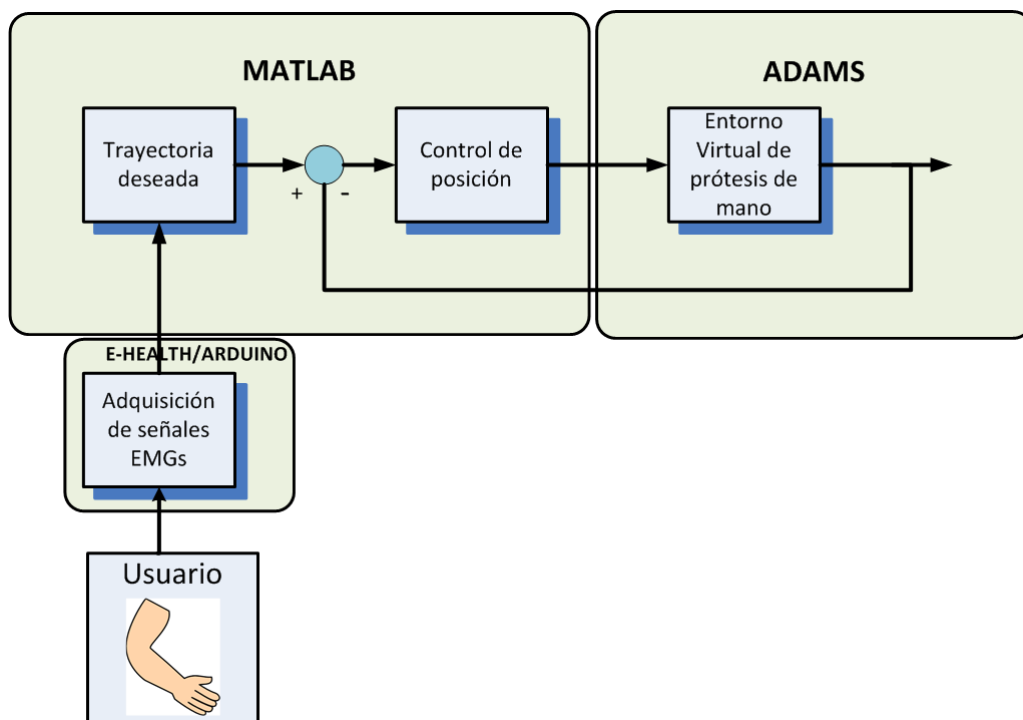 MATLAB
ADAMS
Trayectoria
deseada
+
-
Control de
posición
Entorno
Virtual de
prótesis de
mano
E-HEALTH/ARDUINO
Adquisición
de señales
EMGs
Usuario